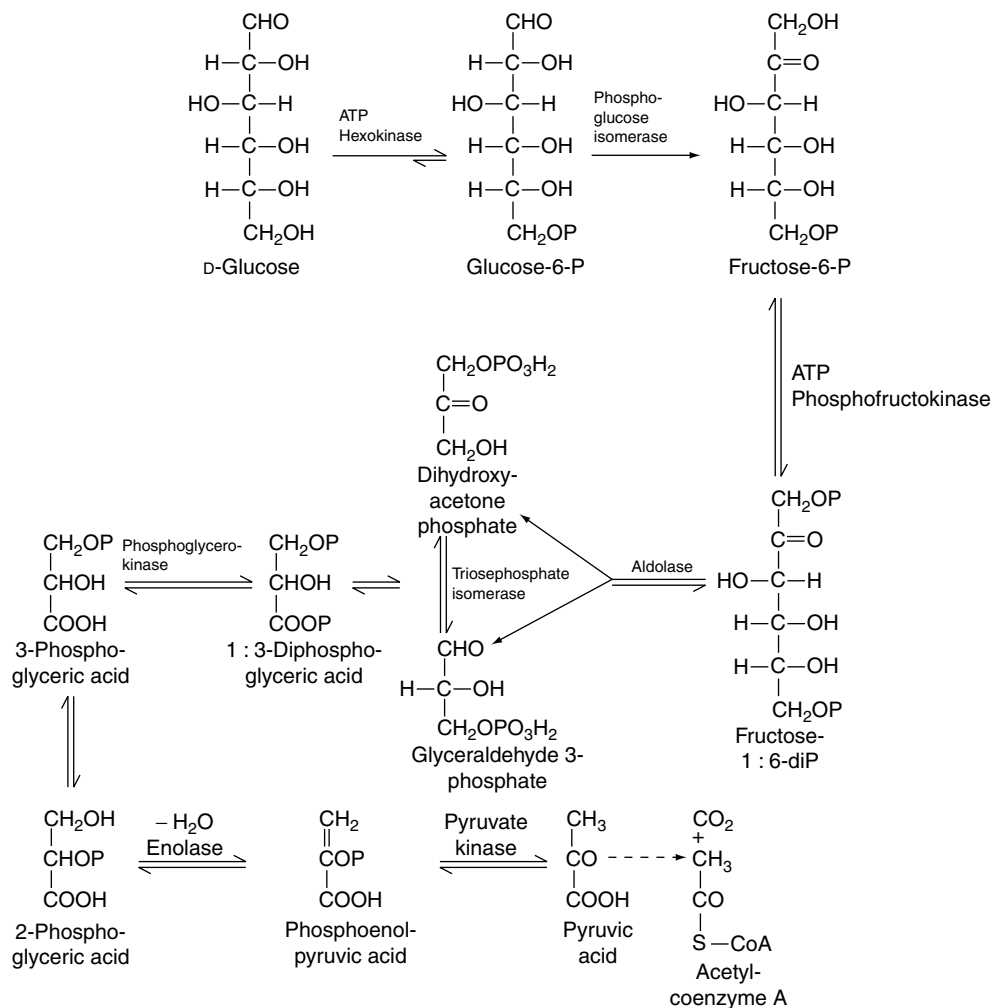 CHO
H—C—OH
HO—C—H
H—C—OH
H—C—OH
CH₂OH
D-Glucose
ATP
Hexokinase
CHO
H—C—OH
HO—C—H
H—C—OH
H—C—OH
CH₂OP
Glucose-6-P
Phospho-
glucose
isomerase
CH₂OH
C=O
HO—C—H
H—C—OH
H—C—OH
CH₂OP
Fructose-6-P
ATP
Phosphofructokinase
CH₂OP
C=O
HO—C—H
H—C—OH
H—C—OH
CH₂OP
Fructose-
1 : 6-diP
Aldolase
CH₂OPO₃H₂
C=O
CH₂OH
Dihydroxy-
acetone
phosphate
Triosephosphate
isomerase
CHO
H—C—OH
CH₂OPO₃H₂
Glyceraldehyde 3-
phosphate
CH₂OP
CHOH
COOP
1 : 3-Diphospho-
glyceric acid
Phosphoglycero-
kinase
CH₂OP
CHOH
COOH
3-Phospho-
glyceric acid
CH₂OH
CHOP
COOH
2-Phospho-
glyceric acid
– H₂O
Enolase
CH₂
COP
COOH
Phosphoenol-
pyruvic acid
Pyruvate
kinase
CH₃
CO
COOH
Pyruvic
acid
CO₂
+
CH₃
CO
S—CoA
Acetyl-
coenzyme A